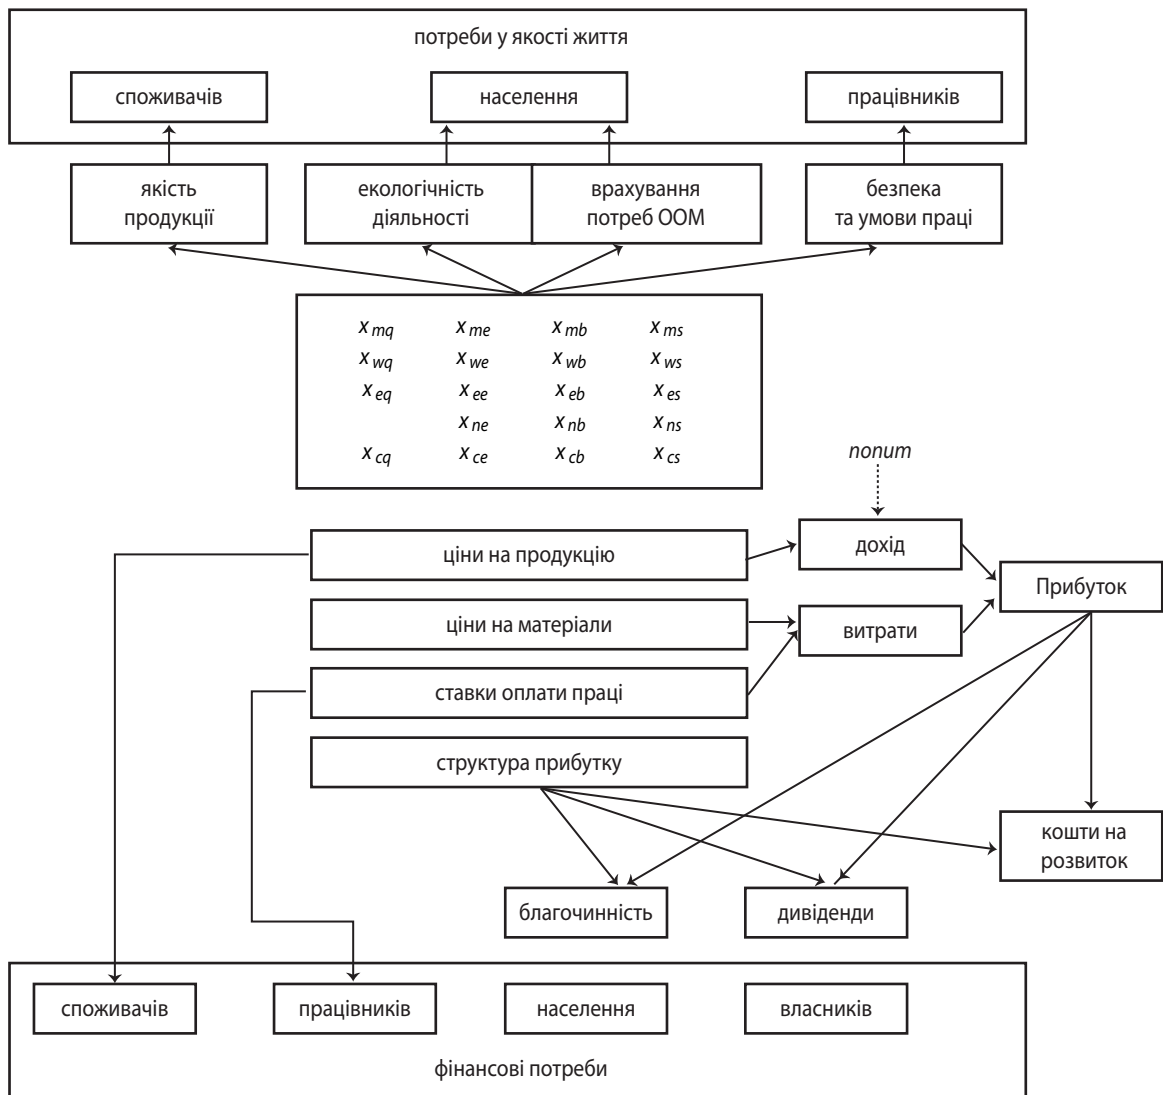 потреби у якості життя
споживачів
населення
працівників
якість
продукції
екологічність
діяльності
врахування
потреб ООМ
безпека
та умови праці
x mq x me x mb x ms
x wq x we x wb x ws
x eq x ee x eb x es
x ne x nb x ns
x cq x ce x cb x cs
попит
ціни на продукцію
дохід
Прибуток
ціни на матеріали
витрати
ставки оплати праці
структура прибутку
кошти на
розвиток
благочинність
дивіденди
споживачів
працівників
населення
власників
фінансові потреби